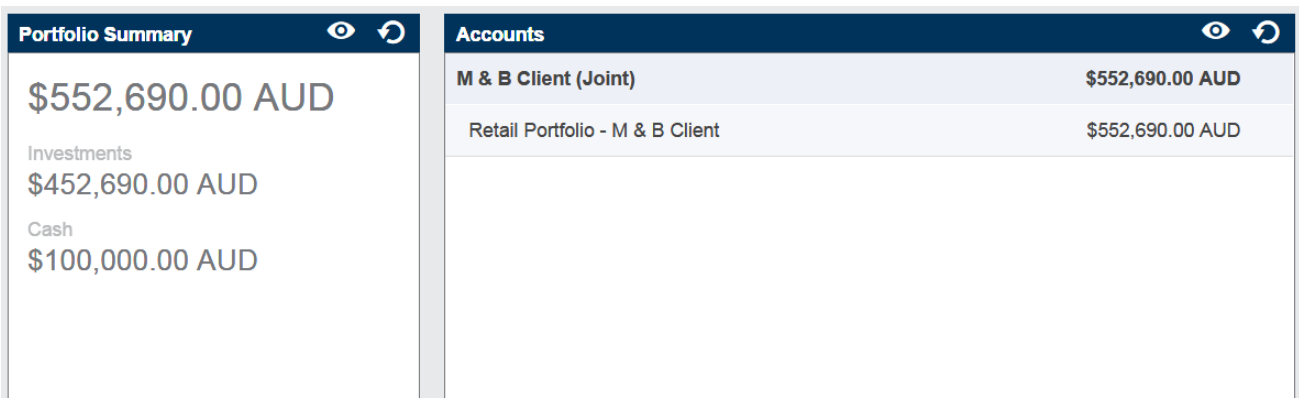 Portfolio Summary
$552,690.00 AUD
Investments
$452,690.00 AUD
Cash
$100,000.00 AUD
Accounts
M & B Client (Joint) $552,690.00 AUD
Retail Portfolio - M & B Client $552,690.00 AUD